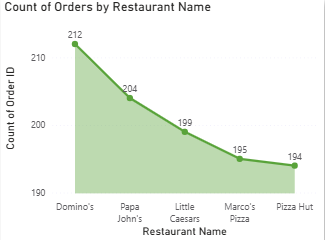 Count of Orders by Restaurant Name
Count of Order ID
210
200
190
212
204
199
195
194
Domino's
Papa
John's
Little
Caesars
Marco's
Pizza
Pizza Hut
Restaurant Name